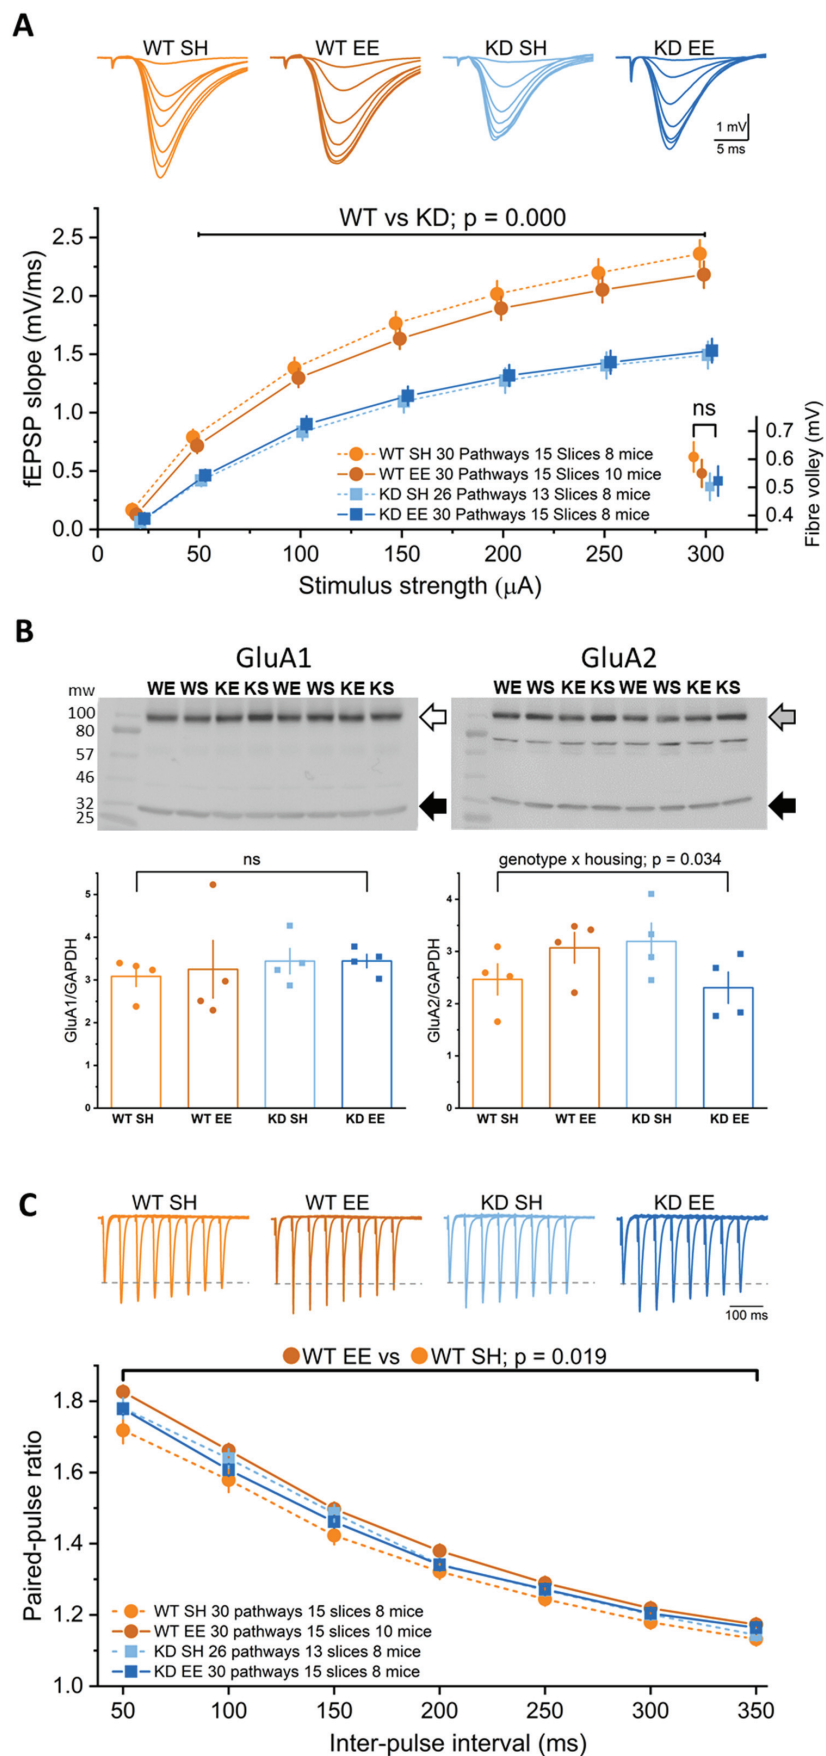 A
WT SH
WT EE
KD SH
KD EE
1 mV
5 ms
WT vs KD; p = 0.000
fEPSP slope (mV/ms)
2.5
2.0
1.5
1.0
0.5
0.0
0
50
100
150
200
250
300
Stimulus strength (µA)
WT SH 30 Pathways 15 Slices 8 mice
WT EE 30 Pathways 15 Slices 10 mice
KD SH 26 Pathways 13 Slices 8 mice
KD EE 30 Pathways 15 Slices 8 mice
ns
0.7
0.6
0.5
0.4
Fibre volley (mV)
B
GluA1
WE WS KE KS WE WS KE KS
mw
100
80
57
46
32
25
GluA2
WE WS KE KS WE WS KE KS
ns
GluA1/GAPDH
5
4
3
2
1
0
WT SH
WT EE
KD SH
KD EE
genotype x housing; p = 0.034
GluA2/GAPDH
4
3
2
1
0
WT SH
WT EE
KD SH
KD EE
C
WT SH
WT EE
KD SH
KD EE
100 ms
WT EE vs WT SH; p = 0.019
Paired-pulse ratio
1.8
1.6
1.4
1.2
1.0
WT SH 30 pathways 15 slices 8 mice
WT EE 30 pathways 15 slices 10 mice
KD SH 26 pathways 13 slices 8 mice
KD EE 30 pathways 15 slices 8 mice
50
100
150
200
250
300
350
Inter-pulse interval (ms)